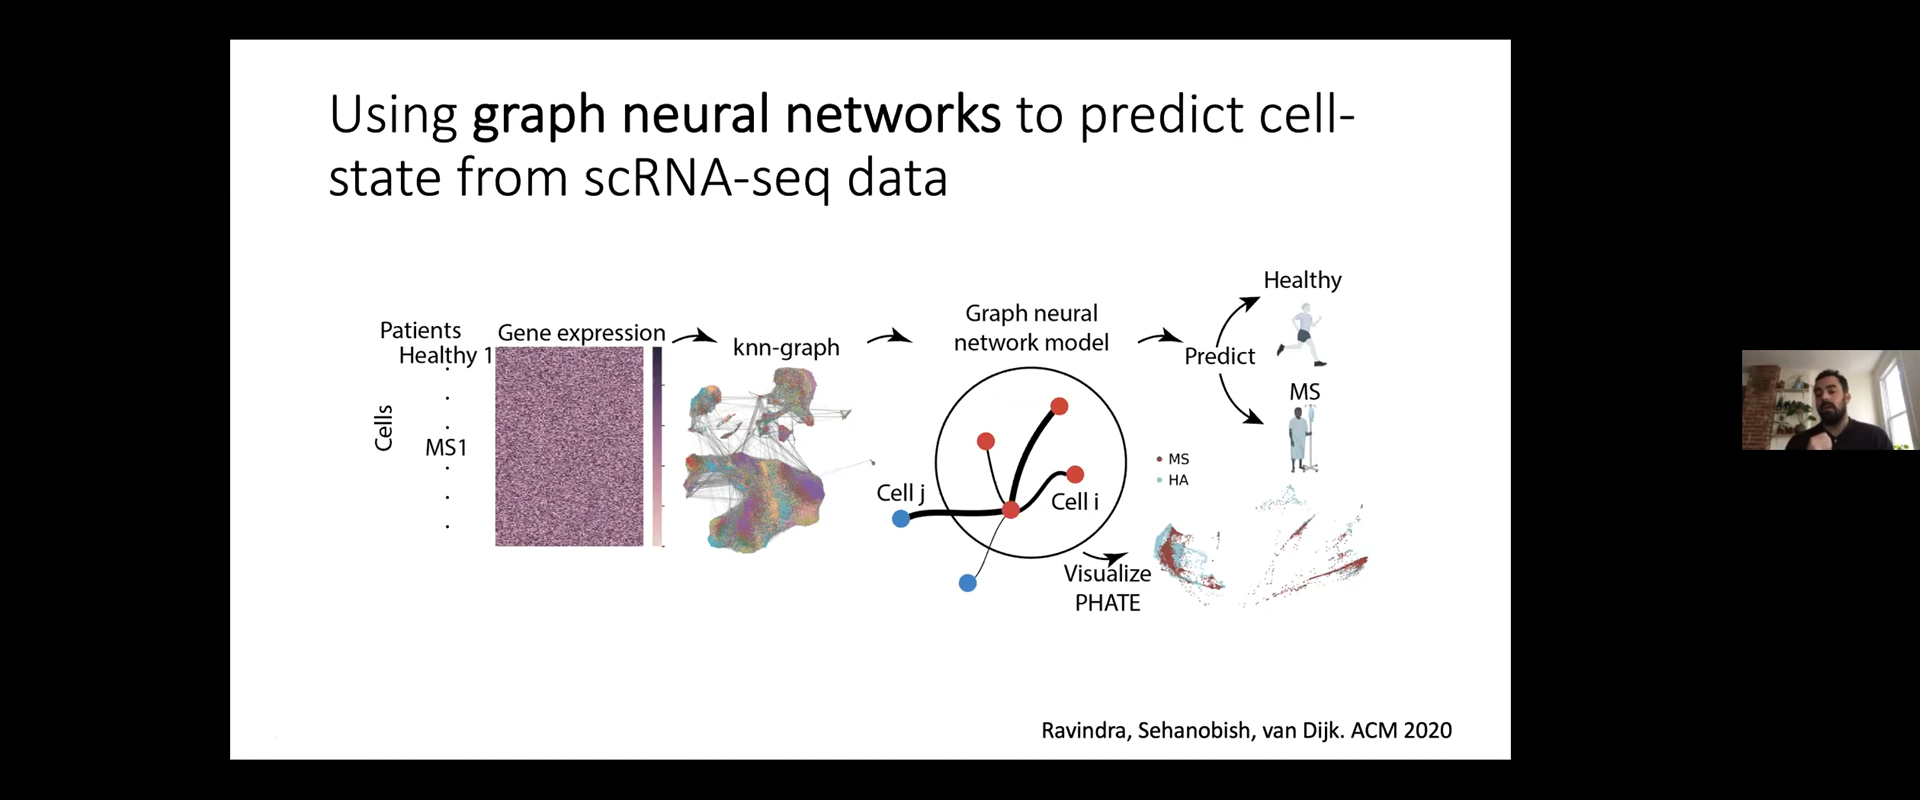 Using graph neural networks to predict cell-
state from scRNA-seq data
Patients
Healthy 1
Cells
MS1
Gene expression
knn-graph
Graph neural
network model
Cell j
Cell i
Predict
Healthy
MS
MS
HA
Visualize
PHATE
Ravindra, Sehanobish, van Dijk. ACM 2020